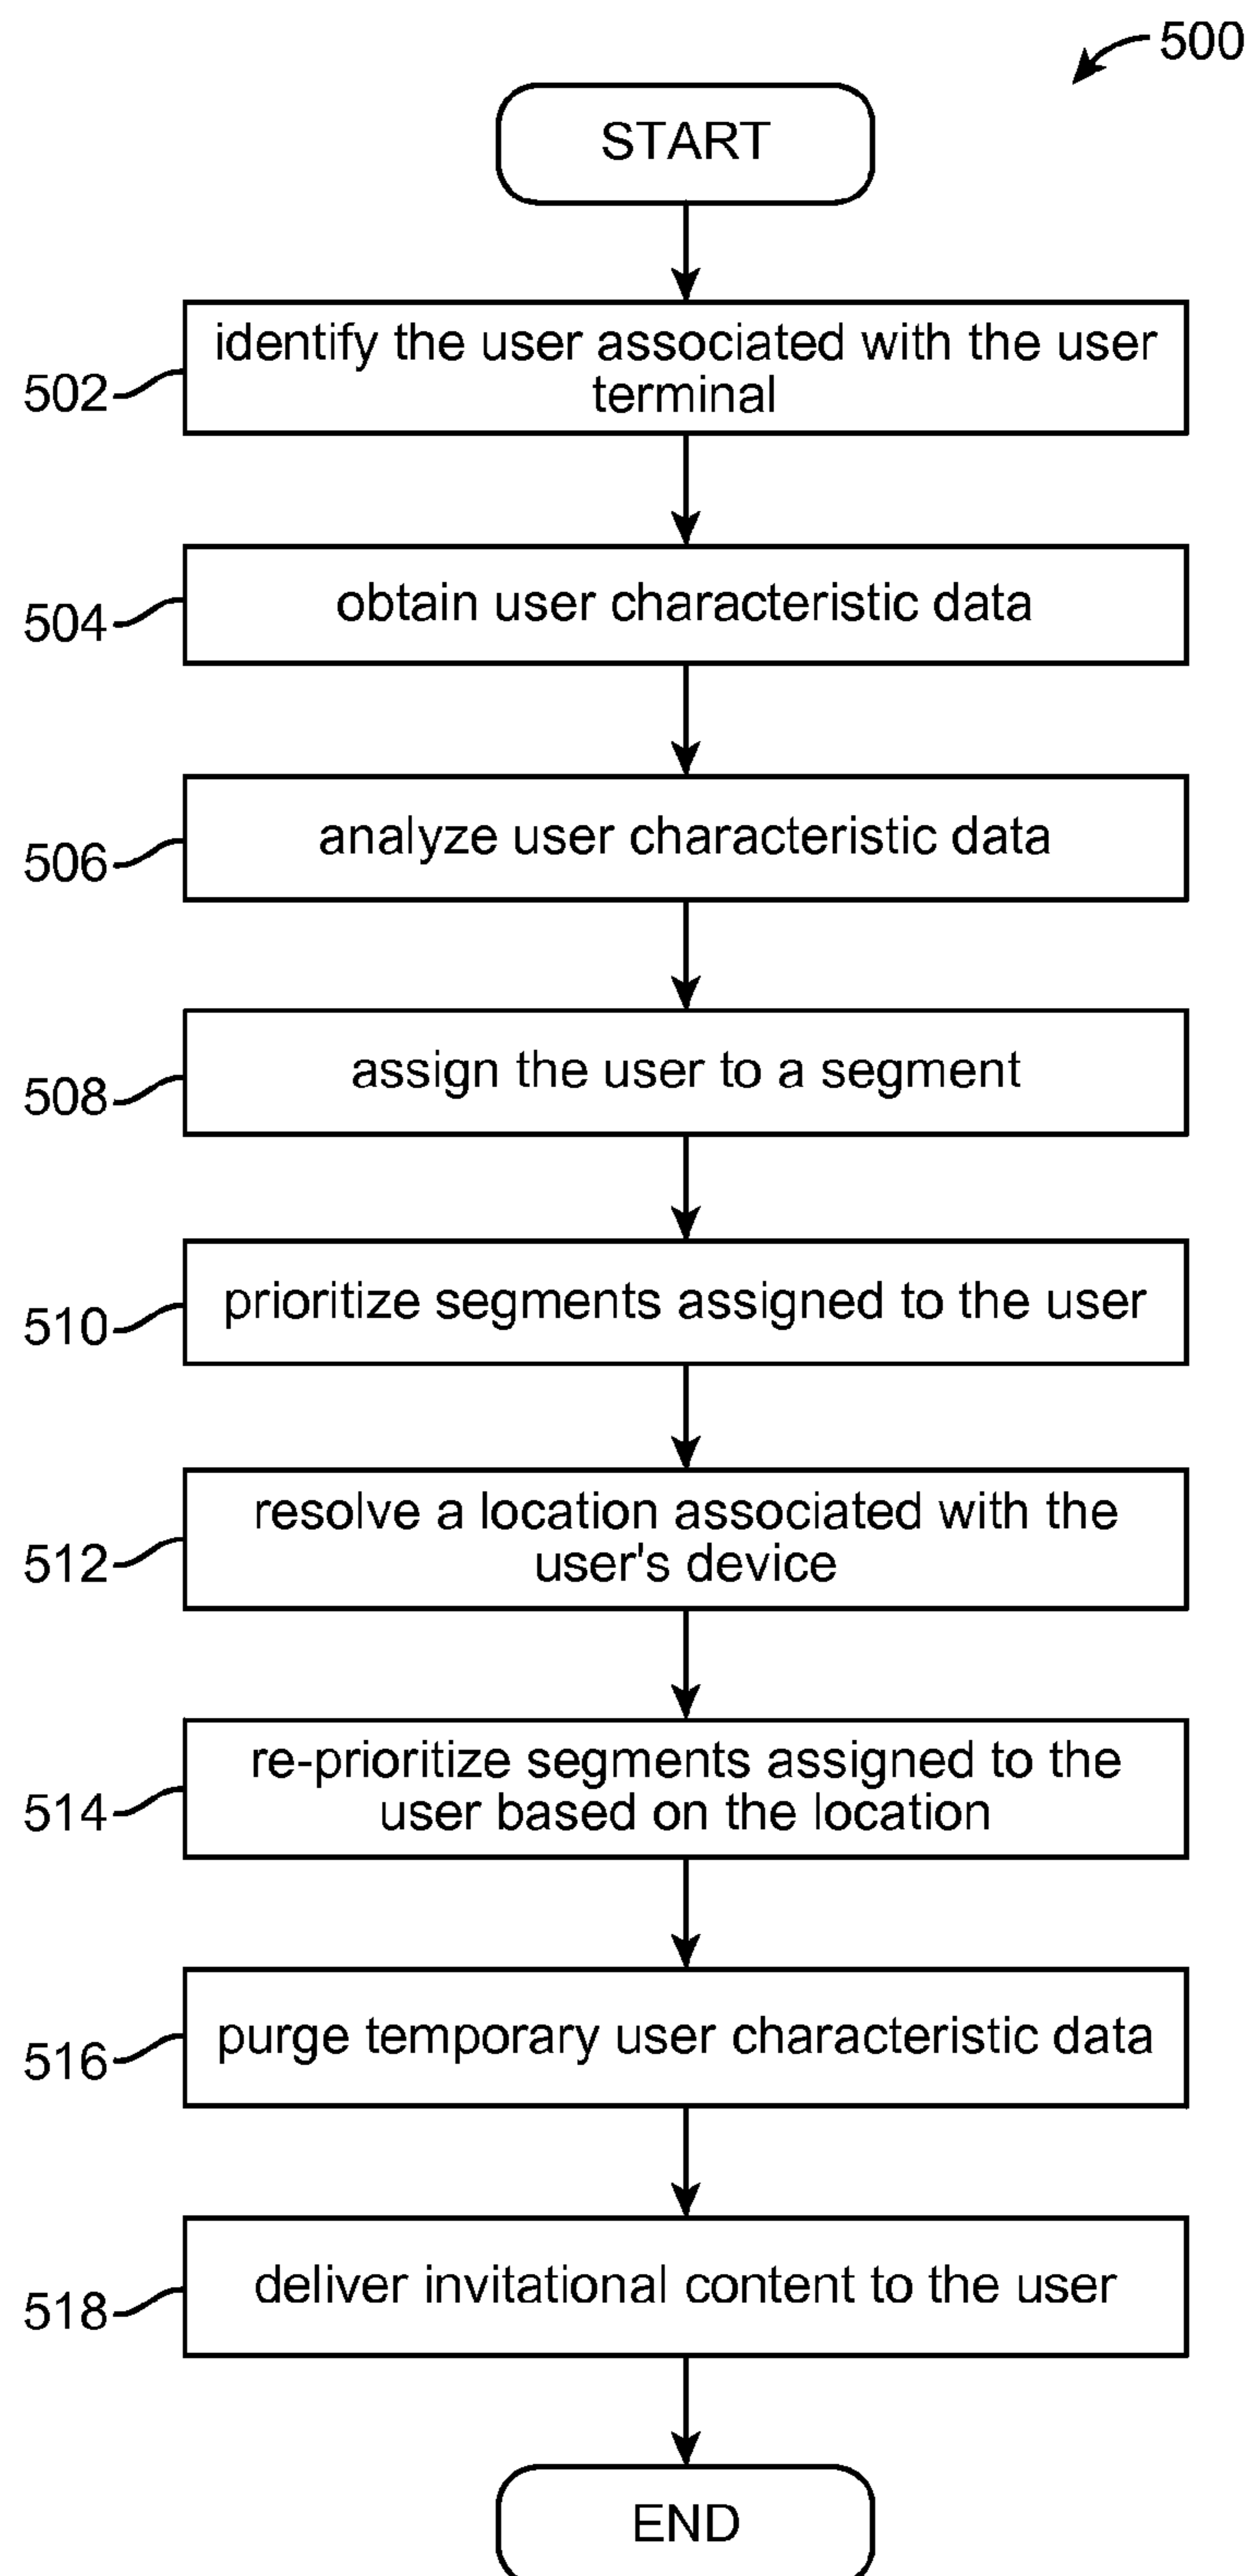 500
START
identify the user associated with the user
terminal
502
obtain user characteristic data
504
analyze user characteristic data
506
assign the user to a segment
508
prioritize segments assigned to the user
510
resolve a location associated with the
user's device
512
re-prioritize segments assigned to the
user based on the location
514
purge temporary user characteristic data
516
deliver invitational content to the user
518
END